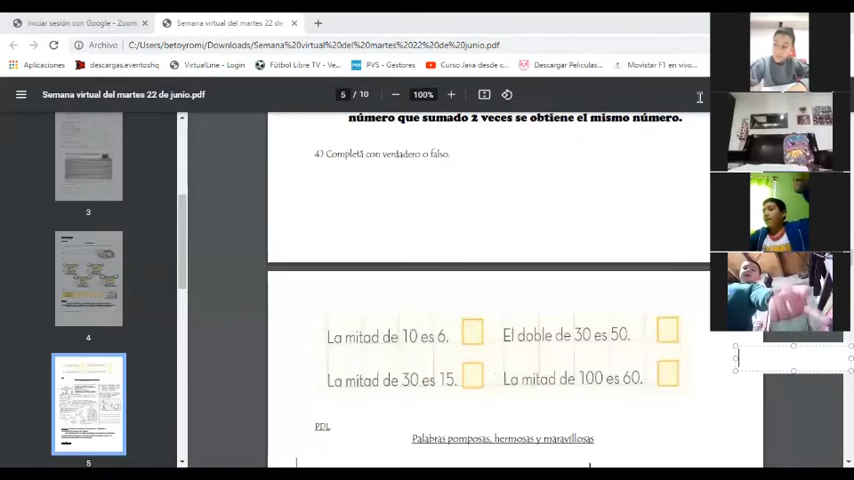 Iniciar sesión con Google - Zoom
Semana virtual del martes 22 de
Archivo
C:/Users/betoyromi/Downloads/Semana%20virtual%20del%20martes%2022%20de%20junio.pdf
Aplicaciones
descargas.eventoshq
VirtualLine - Login
Fútbol Libre TV - Ve...
PVS - Gestores
Curso Java desde c...
Descargar Películas...
Movistar F1 en vivo...
Semana virtual del martes 22 de junio.pdf
5 / 10
100%
3
4
5
número que sumado 2 veces se obtiene el mismo número.
4) Completá con verdadero o falso.
La mitad de 10 es 6.
El doble de 30 es 50.
La mitad de 30 es 15.
La mitad de 100 es 60.
PDL
Palabras pomposas, hermosas y maravillosas